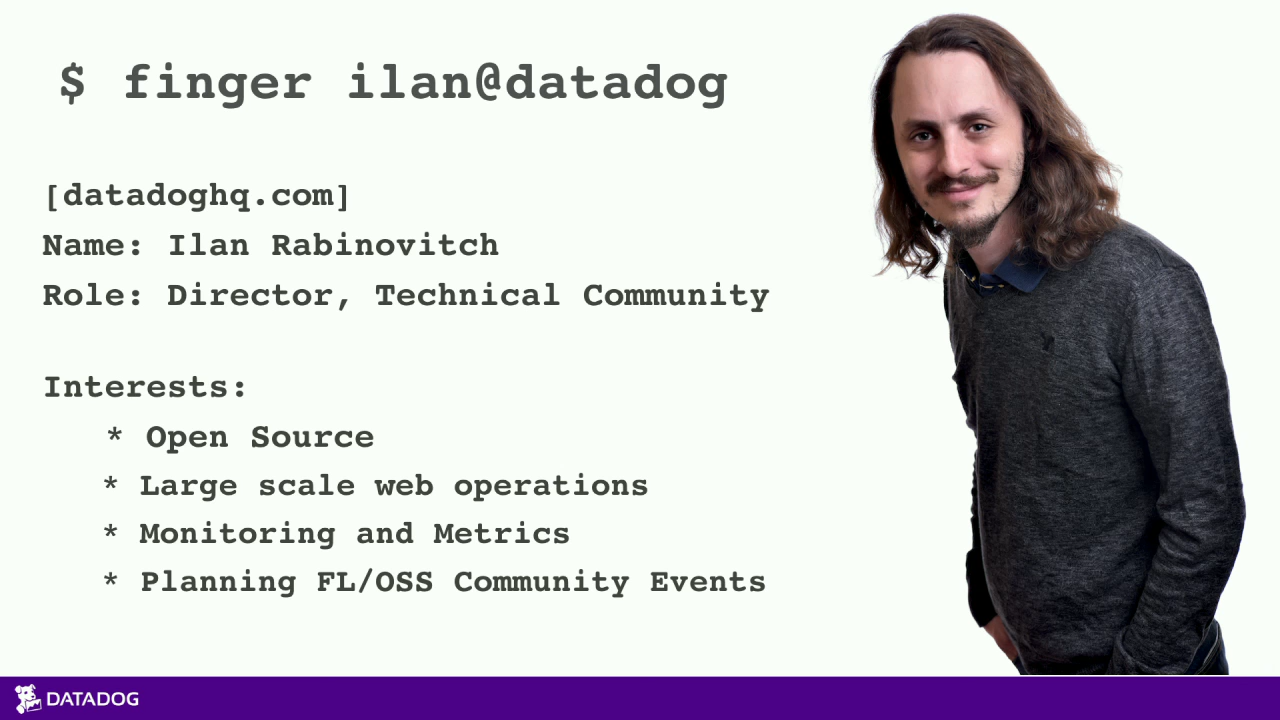 $ finger ilan@datadog
[datadoghq.com]
Name: Ilan Rabinovitch
Role: Director, Technical Community
Interests:
* Open Source
* Large scale web operations
* Monitoring and Metrics
* Planning FL/OSS Community Events
DATADOG